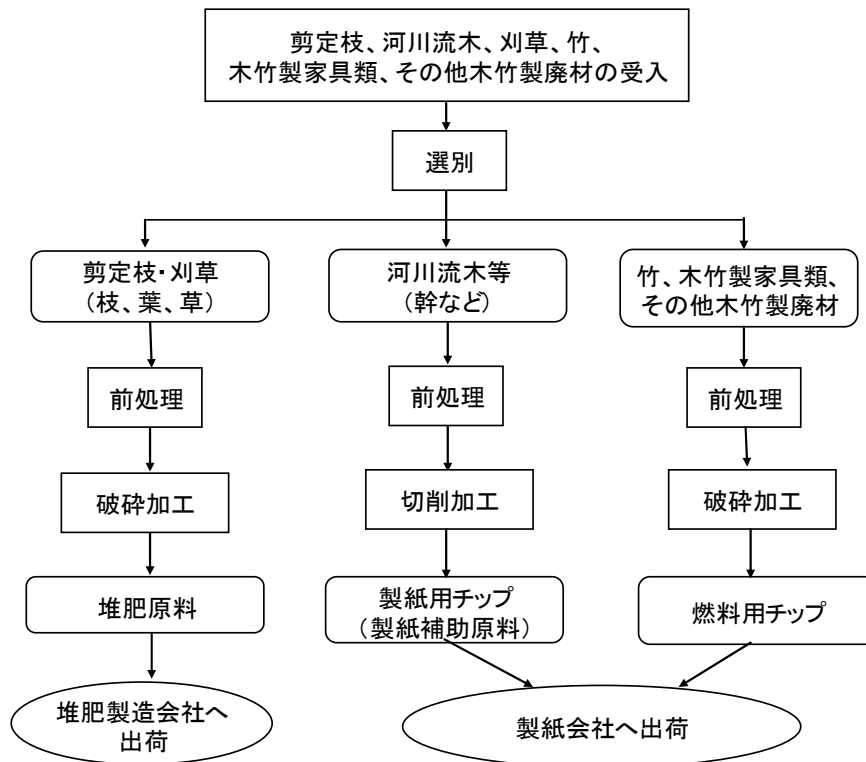 剪定枝、河川流木、刈草、竹、
木竹製家具類、その他木竹製廃材の受入
選別
剪定枝・刈草
（枝、葉、草）
河川流木等
（幹など）
竹、木竹製家具類、
その他木竹製廃材
前処理
前処理
前処理
破砕加工
切削加工
破砕加工
堆肥原料
製紙用チップ
（製紙補助原料）
燃料用チップ
堆肥製造会社へ
出荷
製紙会社へ出荷